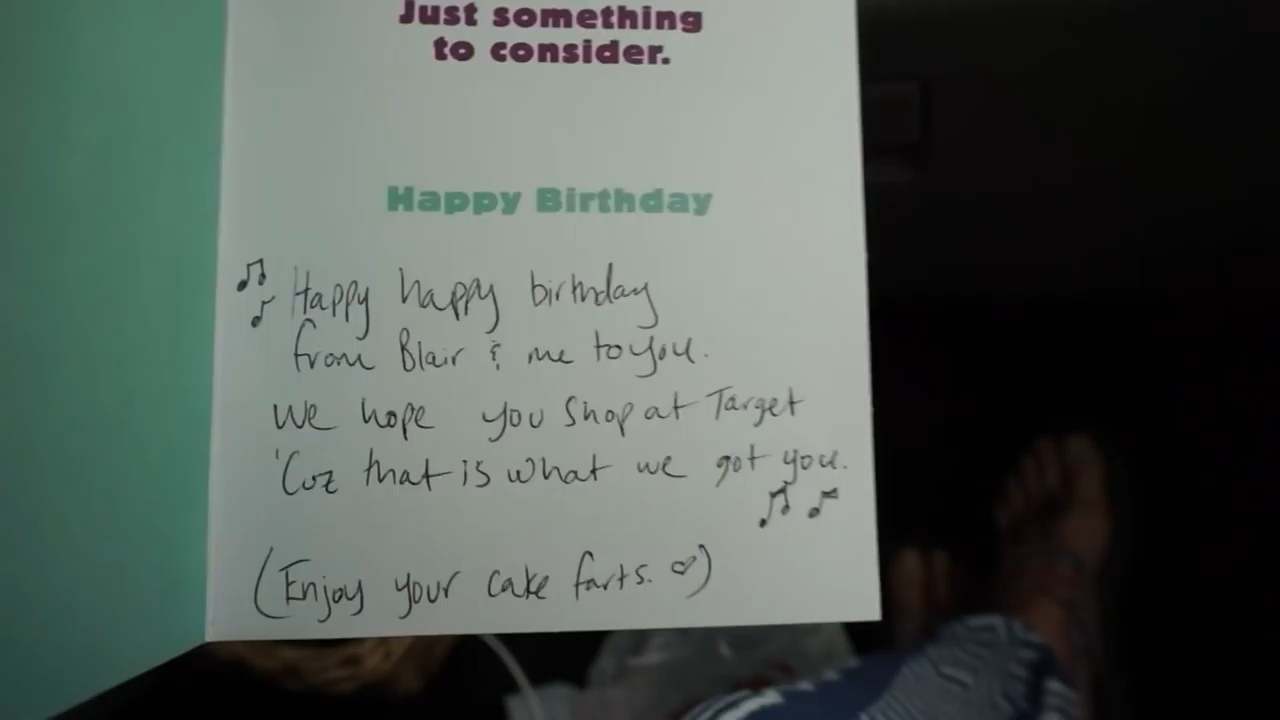 Just something
to consider.
Happy Birthday
Happy happy birthday
from Blair & me to you.
We hope you shop at Target
'Cuz that is what we got you.
(Enjoy your cake farts. ♡)